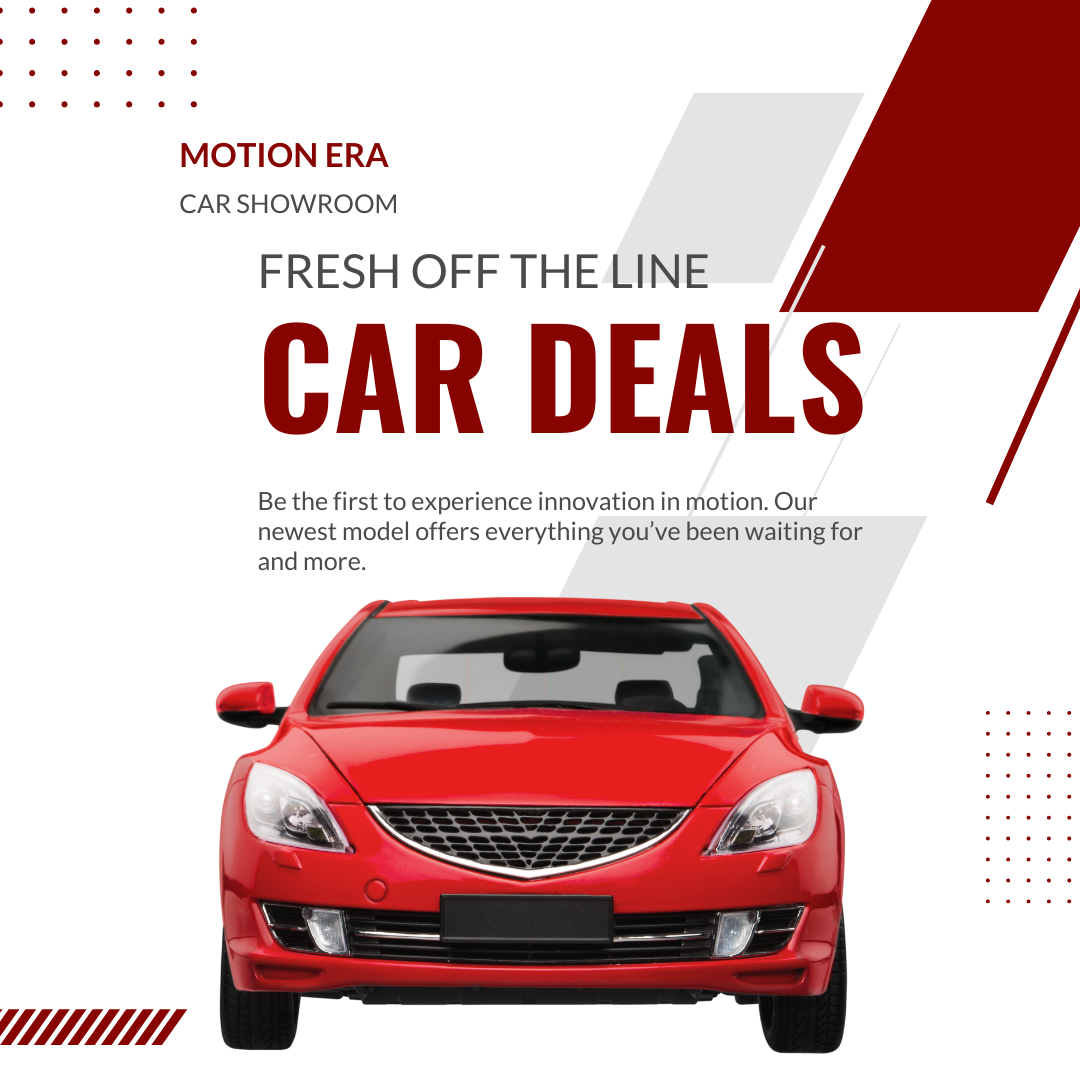 MOTION ERA
CAR SHOWROOM
FRESH OFF THE LINE
CAR DEALS
Be the first to experience innovation in motion. Our
newest model offers everything you’ve been waiting for
and more.